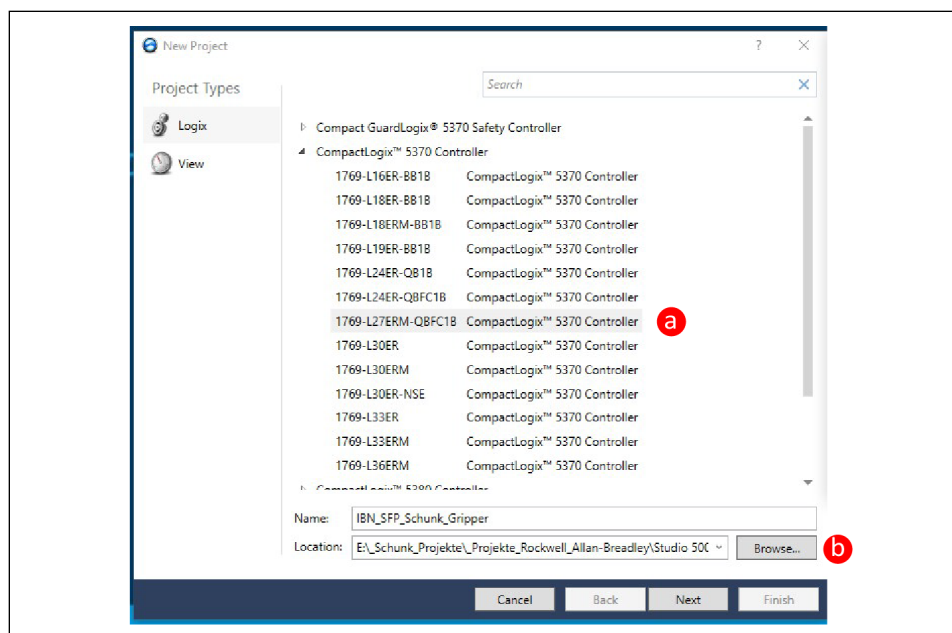 New Project
?
Project Types
Search
Logix
View
Compact GuardLogix® 5370 Safety Controller
CompactLogix™ 5370 Controller
1769-L16ER-BB1B CompactLogix™ 5370 Controller
1769-L18ER-BB1B CompactLogix™ 5370 Controller
1769-L18ERM-BB1B CompactLogix™ 5370 Controller
1769-L19ER-BB1B CompactLogix™ 5370 Controller
1769-L24ER-QB1B CompactLogix™ 5370 Controller
1769-L24ER-QBFC1B CompactLogix™ 5370 Controller
1769-L27ERM-QBFC1B CompactLogix™ 5370 Controller a
1769-L30ER CompactLogix™ 5370 Controller
1769-L30ERM CompactLogix™ 5370 Controller
1769-L30ER-NSE CompactLogix™ 5370 Controller
1769-L33ER CompactLogix™ 5370 Controller
1769-L33ERM CompactLogix™ 5370 Controller
1769-L36ERM CompactLogix™ 5370 Controller
CompactLogix™ 5380 Controller
Name: IBN_SFP_Schunk_Gripper
Location: E:\_Schunk_Projekte\_Projekte_Rockwell_Allan-Breadley\Studio 500 Browse... b
Cancel Back Next Finish